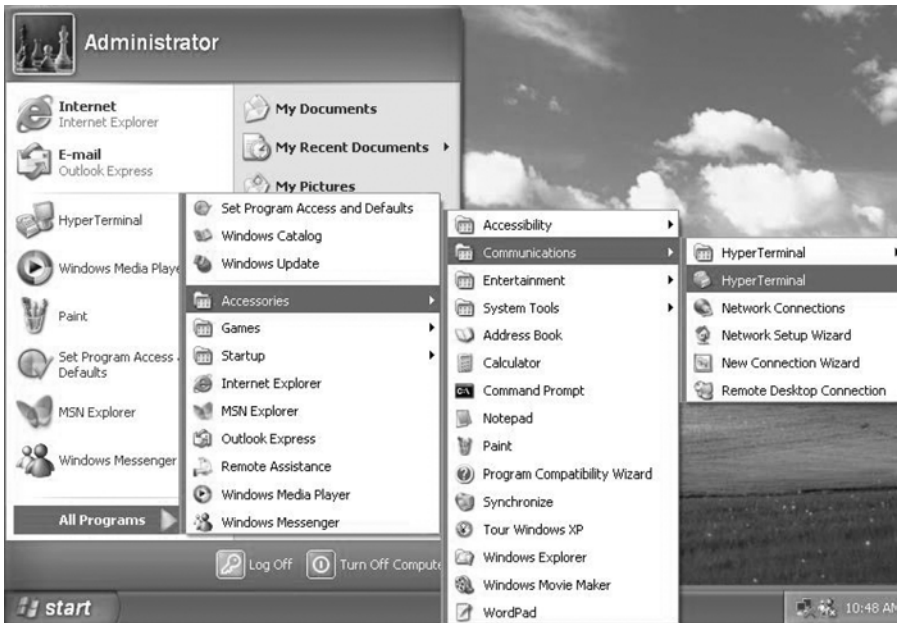 Administrator
Internet
Internet Explorer
E-mail
Outlook Express
HyperTerminal
Windows Media Playe
Paint
Set Program Access
Defaults
MSN Explorer
Windows Messenger
All Programs
My Documents
My Recent Documents
My Pictures
Set Program Access and Defaults
Windows Catalog
Windows Update
Accessories
Games
Startup
Internet Explorer
MSN Explorer
Outlook Express
Remote Assistance
Windows Media Player
Windows Messenger
Accessibility
Communications
Entertainment
System Tools
Address Book
Calculator
Command Prompt
Notepad
Paint
Program Compatibility Wizard
Synchronize
Tour Windows XP
Windows Explorer
Windows Movie Maker
WordPad
HyperTerminal
HyperTerminal
Network Connections
Network Setup Wizard
New Connection Wizard
Remote Desktop Connection
Log Off
Turn Off Compute
start
10:48 AM